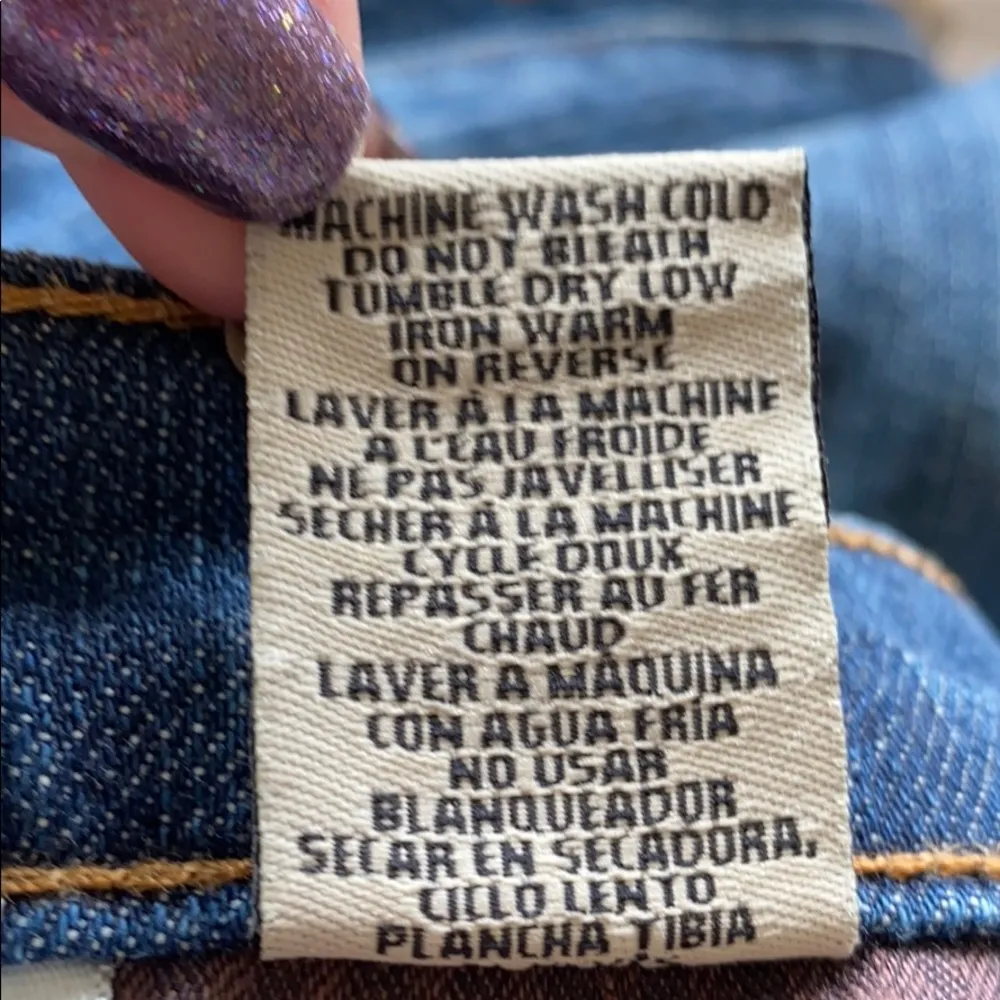 MACHINE WASH COLD
DO NOT BLEACH
TUMBLE DRY LOW
IRON WARM
ON REVERSE
LAVER A LA MACHINE
A L'EAU FROIDE
NE PAS JAVELLISER
SECHER A LA MACHINE
CYCLE DOUX
REPASSER AU FER
CHAUD
LAVER A MAQUINA
CON AGUA FRÍA
NO USAR
BLANQUEADOR
SECAR EN SECADORA,
CICLO LENTO
PLANCHA TIBIA